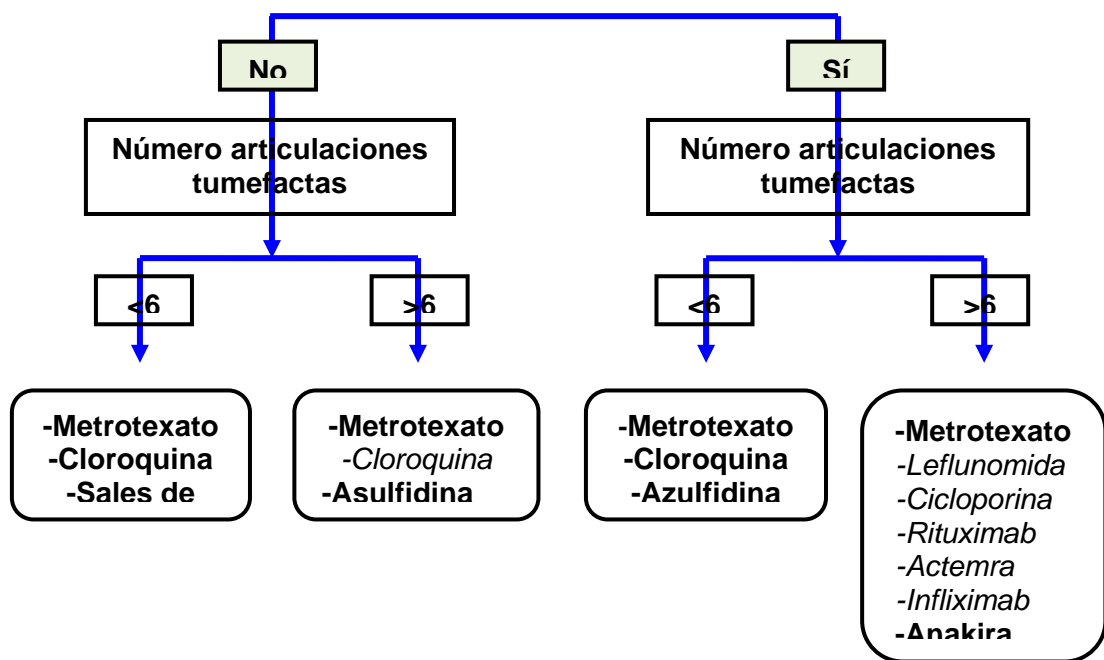 No
Sí
Número articulaciones
tumefactas
Número articulaciones
tumefactas
<6
>6
<6
>6
-Metrotexato
-Cloroquina
-Sales de
-Metrotexato
-Cloroquina
-Asulfidina
-Metrotexato
-Cloroquina
-Azulfidina
-Metrotexato
-Leflunomida
-Cicloporina
-Rituximab
-Actemra
-Infliximab
-Anakira